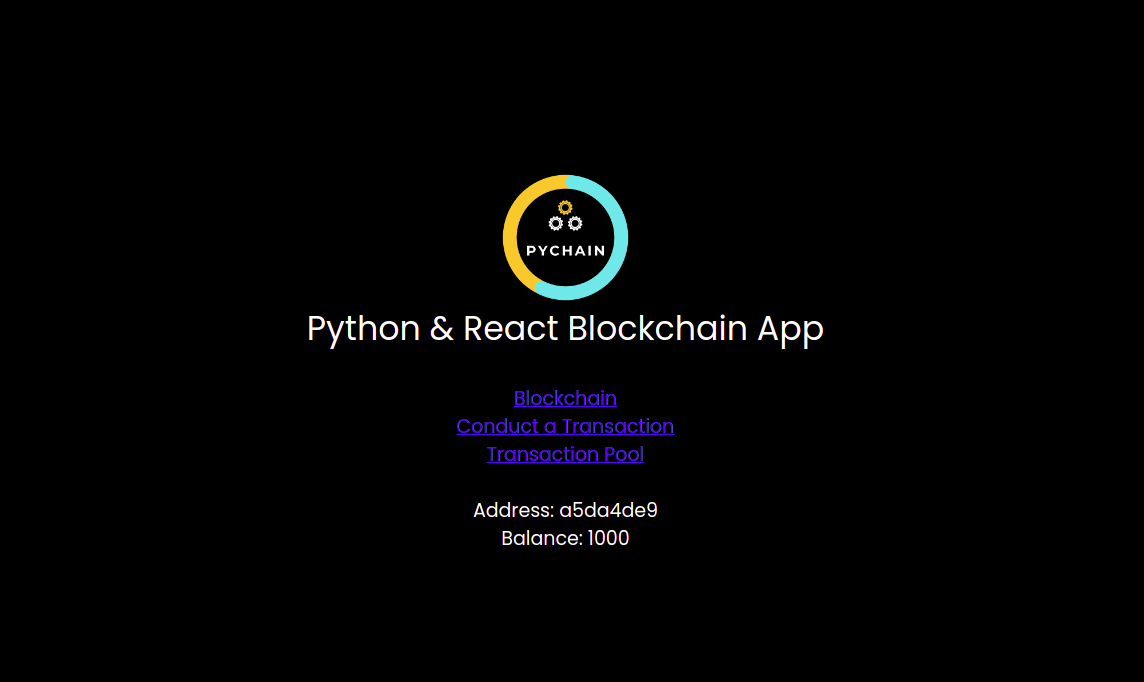 PYCHAIN
Python & React Blockchain App
Blockchain
Conduct a Transaction
Transaction Pool
Address: a5da4de9
Balance: 1000